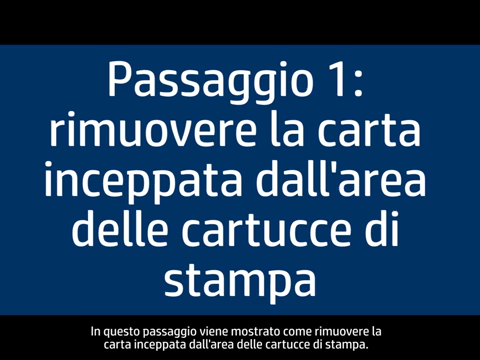 Passaggio 1:
rimuovere la carta
inceppata dall'area
delle cartucce di
stampa
In questo passaggio viene mostrato come rimuovere la
carta inceppata dall'area delle cartucce di stampa.